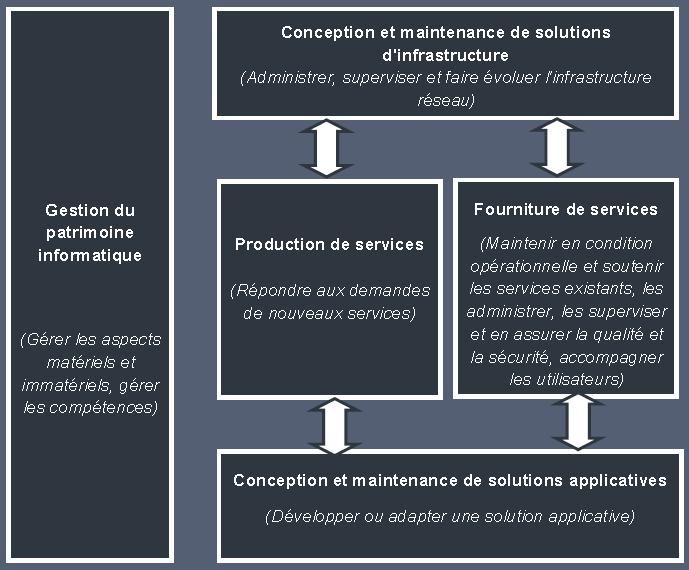 Gestion du
patrimoine
informatique
(Gérer les aspects
matériels et
immatériels, gérer
les compétences)
Conception et maintenance de solutions
d'infrastructure
(Administrer, superviser et faire évoluer l'infrastructure
réseau)
Production de services
(Répondre aux demandes
de nouveaux services)
Fourniture de services
(Maintenir en condition
opérationnelle et soutenir
les services existants, les
administrer, les superviser
et en assurer la qualité et
la sécurité, accompagner
les utilisateurs)
Conception et maintenance de solutions applicatives
(Développer ou adapter une solution applicative)